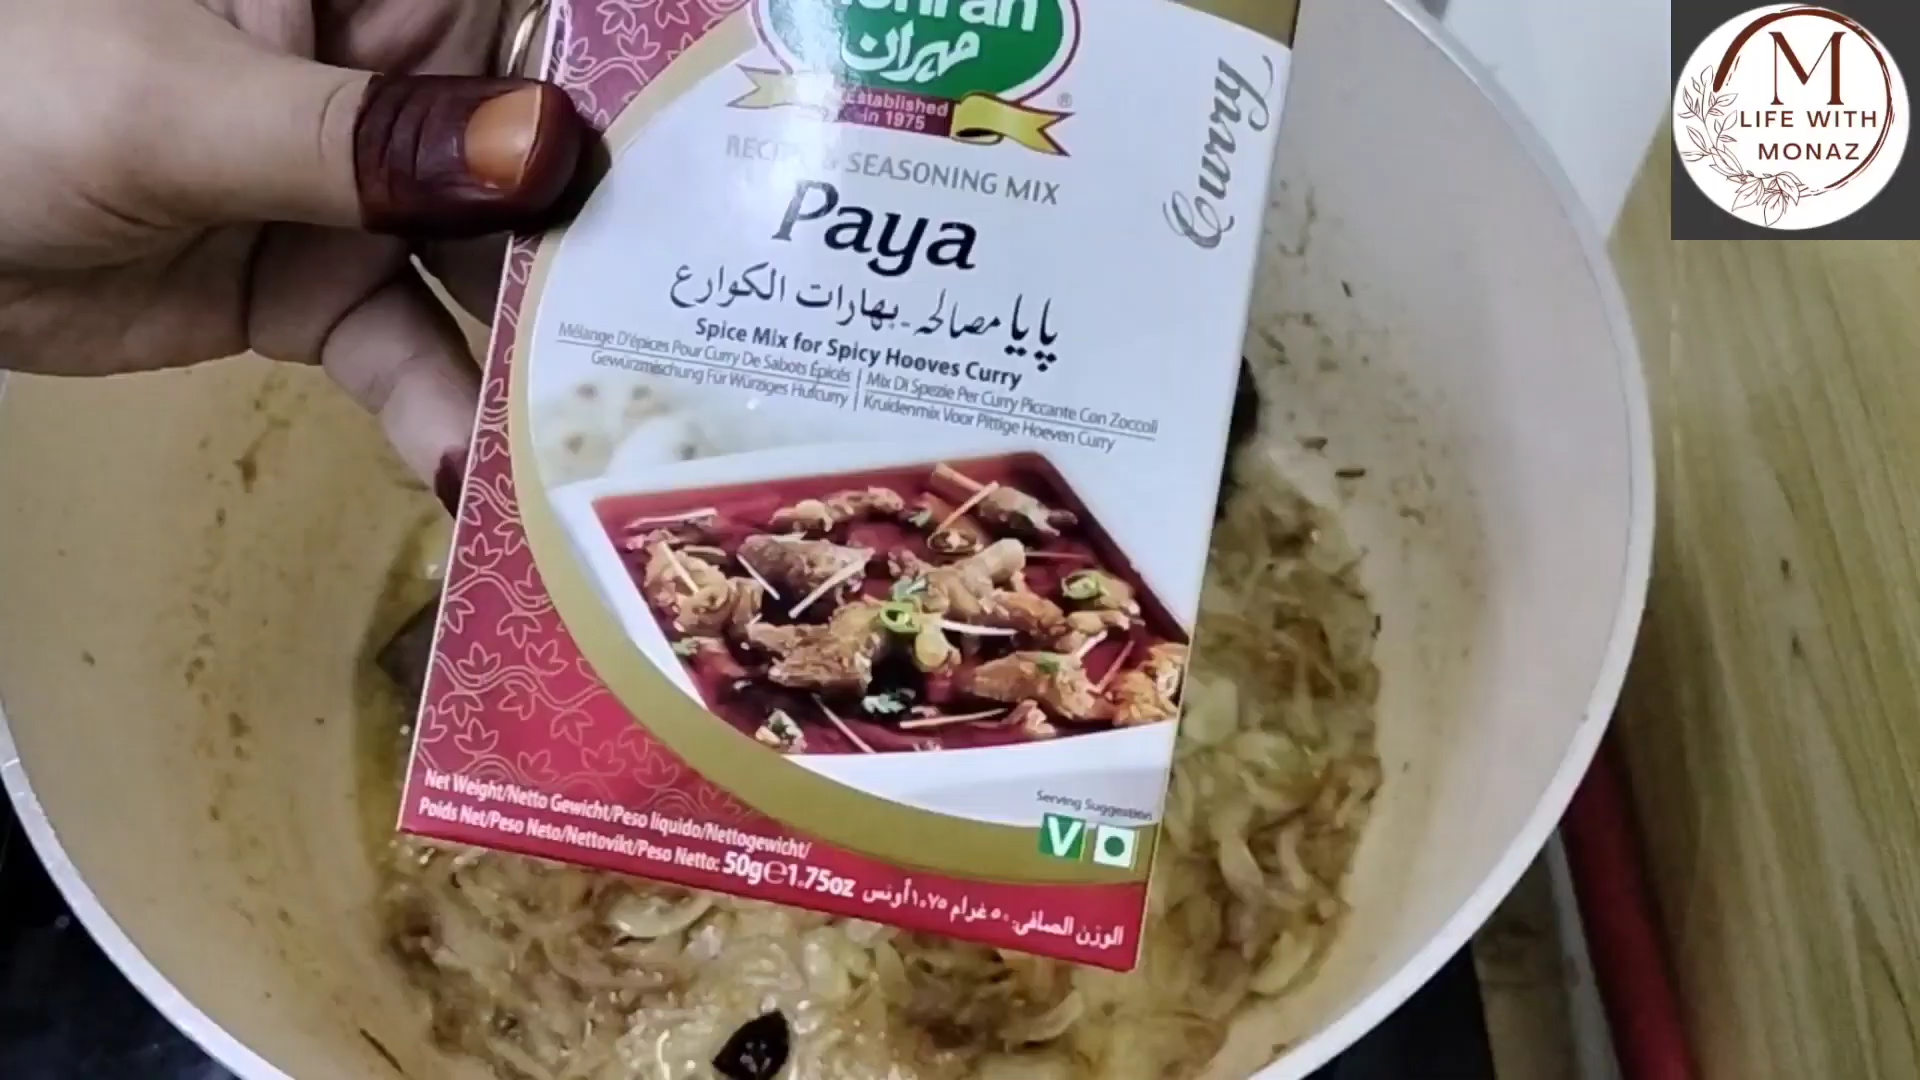 مہران
Established
in 1975
®
SEASONING MIX
Paya
Curry
پایا مصالحہ - بهارات الكوارع
Spice Mix for Spicy Hooves Curry
Mélange D'épices Pour Curry De Sabots Épicés | Mix Di Spezie Per Curry Piccante Con Zoccoli
Gewürzmischung Für Würziges Hufcurry | Kruidenmix Voor Pittige Hoeven Curry
Serving Suggestion
V
Net Weight/Netto Gewicht/Peso líquido/Nettogewicht/
Poids Net/Peso Neto/Nettovikt/Peso Netto: 50g℮1.75oz
الوزن الصافي: ٥٠ غرام ١.٧٥ أونس
M
LIFE WITH
MONAZ